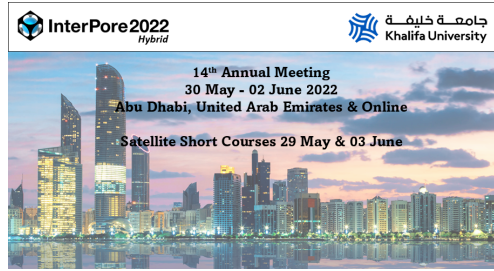 InterPore2022
Hybrid
جامعة خليفة
Khalifa University
14th Annual Meeting
30 May - 02 June 2022
Abu Dhabi, United Arab Emirates & Online
Satellite Short Courses 29 May & 03 June